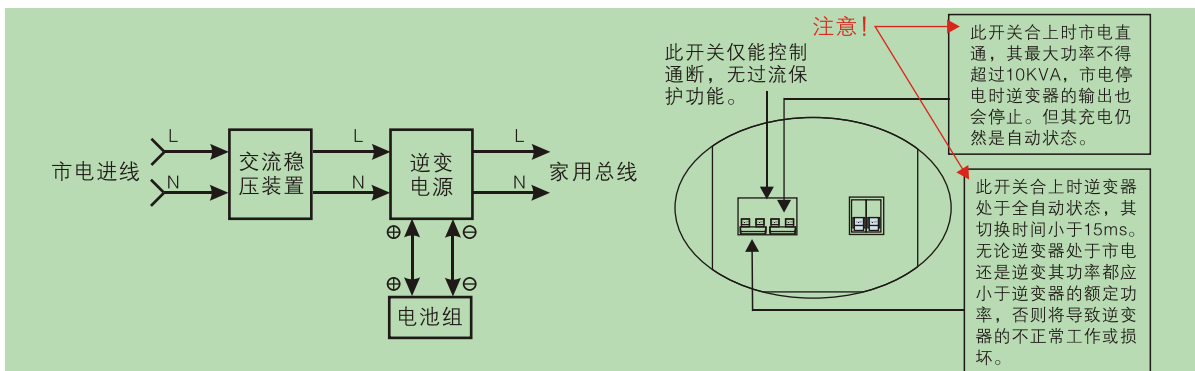 市电进线
L
N
交流稳
压装置
L
N
逆变
电源
L
N
家用总线
⊕
⊖
⊕
⊖
电池组
此开关仅能控制
通断，无过流保
护功能。
注意！
此开关合上时市电直
通，其最大功率不得
超过10KVA，市电停
电时逆变器的输出也
会停止。但其充电仍
然是自动状态。
此开关合上时逆变器
处于全自动状态，其
切换时间小于15ms。
无论逆变器处于市电
还是逆变其功率都应
小于逆变器的额定功
率，否则将导致逆变
器的不正常工作或损
坏。